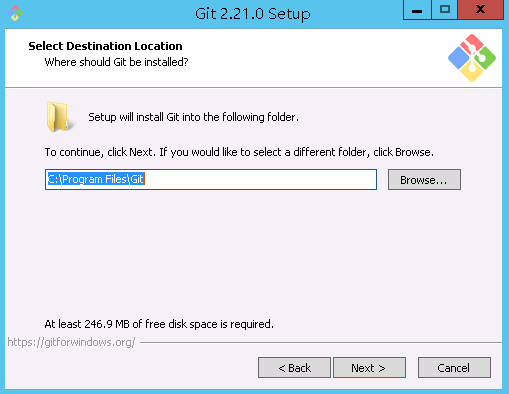 Git 2.21.0 Setup
Select Destination Location
Where should Git be installed?
Setup will install Git into the following folder.
To continue, click Next. If you would like to select a different folder, click Browse.
C:\Program Files\Git
Browse...
At least 246.9 MB of free disk space is required.
https://gitforwindows.org/
< Back
Next >
Cancel